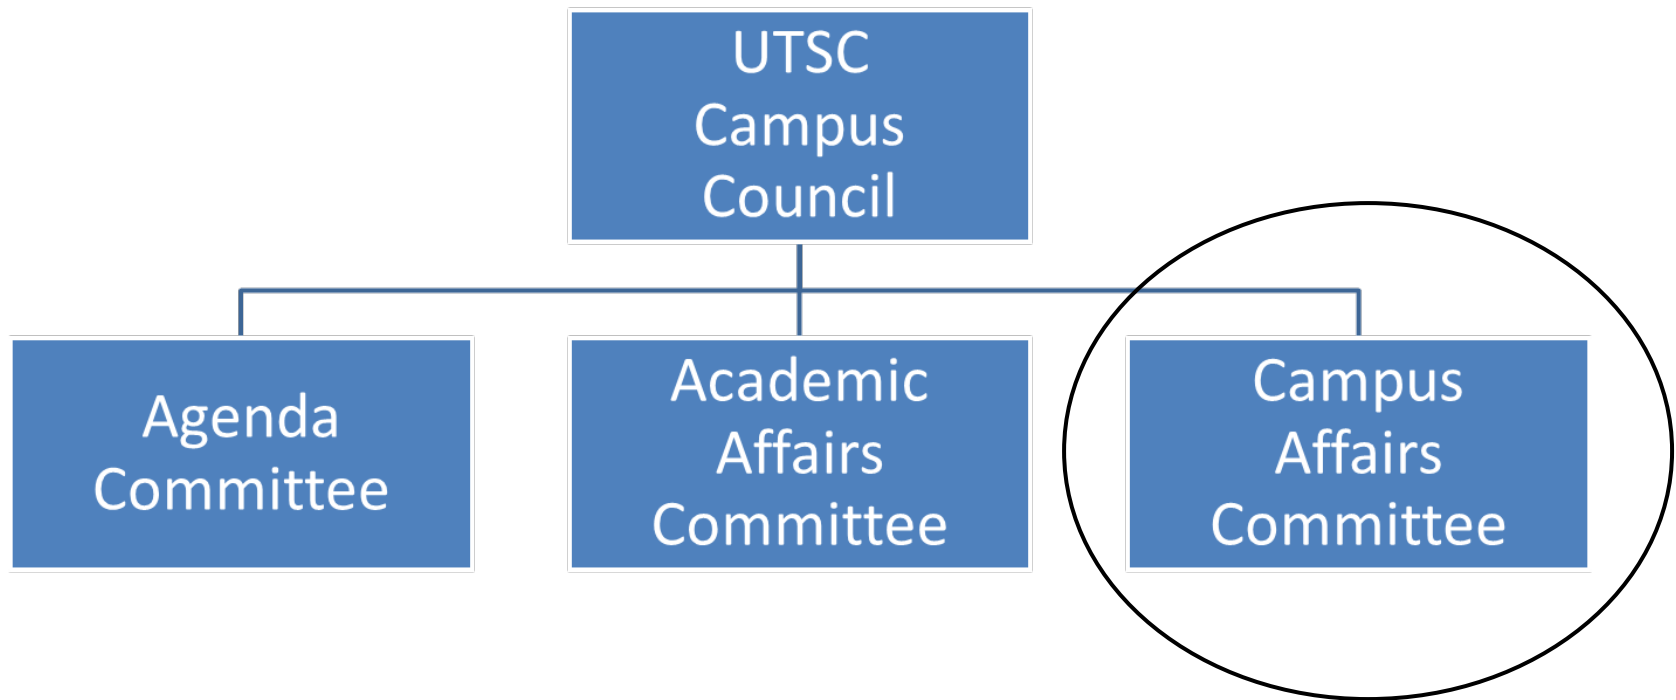 UTSC
Campus
Council
Agenda
Committee
Academic
Affairs
Committee
Campus
Affairs
Committee